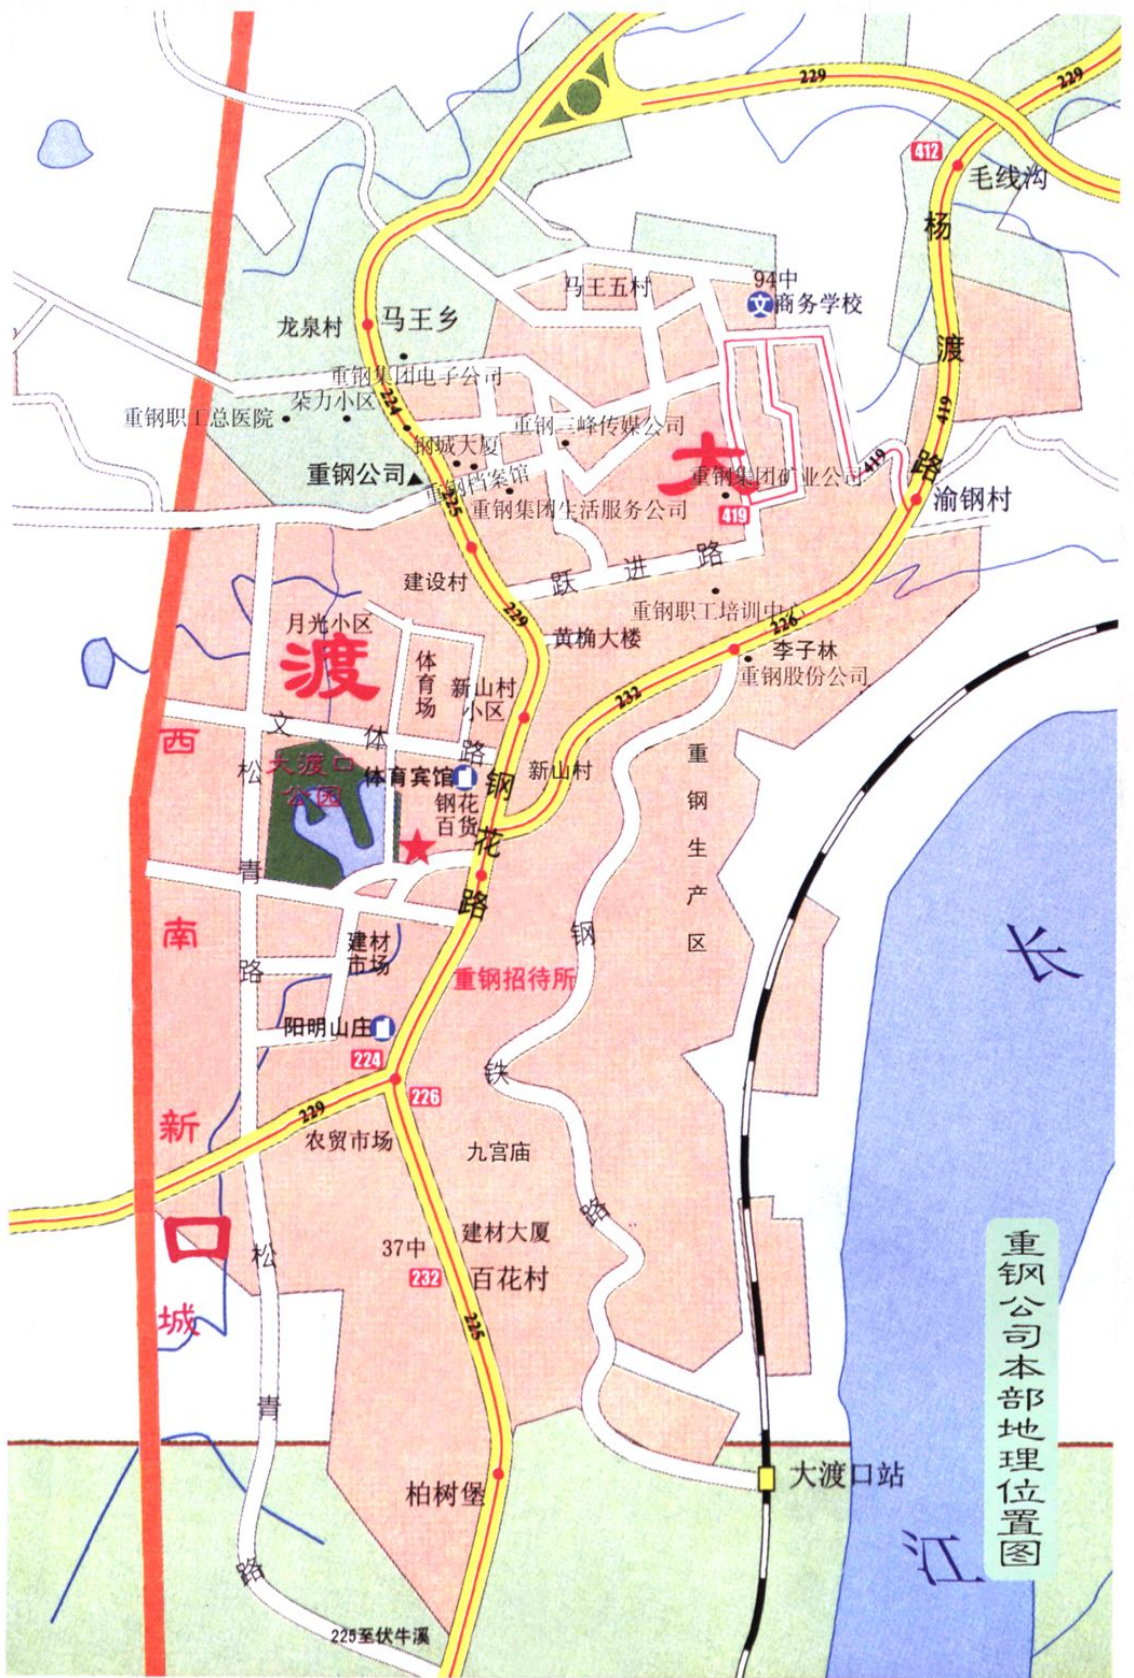 229
229
412
毛线沟
杨
渡
419
路
94中
文
商务学校
马王五村
马王乡
龙泉村
重钢集团电子公司
朵力小区
重钢职工总医院
224
重钢三峰传媒公司
钢城大厦
重钢公司
重钢档案馆
225
重钢集团生活服务公司
大
重钢集团矿业公司
419
419
渝钢村
跃进路
建设村
229
重钢职工培训中心
226
黄桷大楼
李子林
重钢股份公司
232
月光小区
渡
体育场
新山村
小区
文体路
西南新城
大渡口
公园
体育宾馆
钢花
百货
新山村
钢花路
松青路
重钢生产区
建材
市场
重钢招待所
阳明山庄
224
226
229
农贸市场
九宫庙
钢铁路
建材大厦
37中
232
百花村
225
口
松青路
柏树堡
大渡口站
225至伏牛溪
长江
重钢公司本部地理位置图